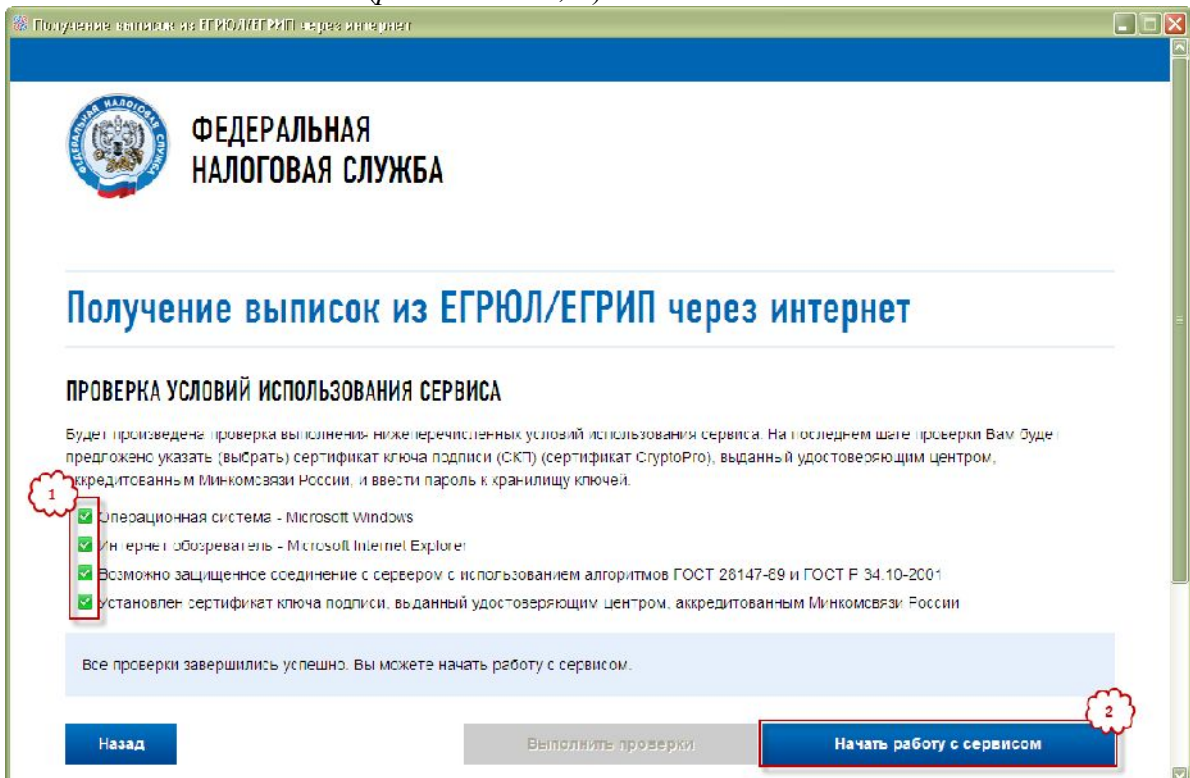 Получение выписок из ЕГРЮЛ/ЕГРИП через интернет
ФЕДЕРАЛЬНАЯ
НАЛОГОВАЯ СЛУЖБА
Получение выписок из ЕГРЮЛ/ЕГРИП через интернет
ПРОВЕРКА УСЛОВИЙ ИСПОЛЬЗОВАНИЯ СЕРВИСА
Будет произведена проверка выполнения нижеперечисленных условий использования сервиса. На последнем шаге проверки Вам будет
предложено указать (выбрать) сертификат ключа подписи (СКП) (сертификат CryptoPro), выданный удостоверяющим центром,
аккредитованным Минкомсвязи России, и ввести пароль к хранилищу ключей.
1
Операционная система - Microsoft Windows
Интернет обозреватель - Microsoft Internet Explorer
Возможно защищенное соединение с сервером с использованием алгоритмов ГОСТ 28147-89 и ГОСТ Р 34.10-2001
Установлен сертификат ключа подписи, выданный удостоверяющим центром, аккредитованным Минкомсвязи России
Все проверки завершились успешно. Вы можете начать работу с сервисом.
2
Назад
Выполнить проверки
Начать работу с сервисом